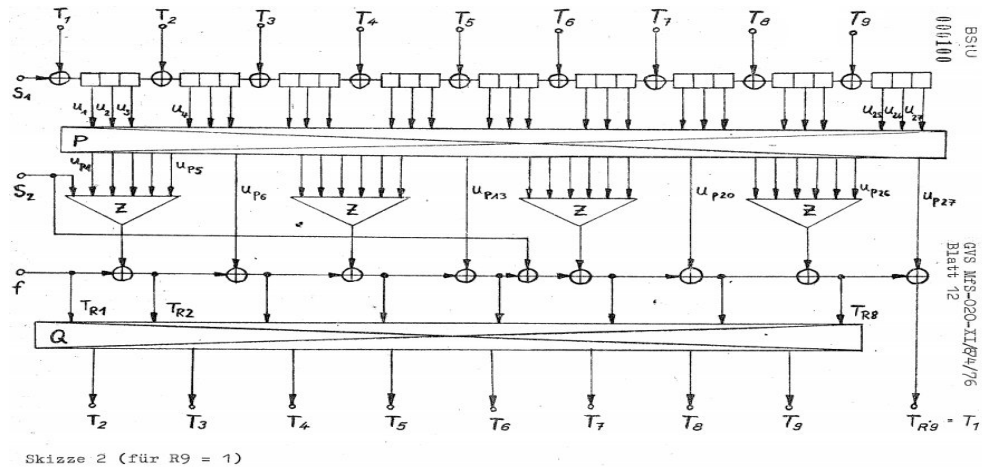 T1 T2 T3 T4 T5 T6 T7 T8 T9
BStU
000100
S1
u1 u2 u3 u4 u25 u26 u27
P
uP1 uP5 uP6 uP13 uP20 uP26 uP27
S2
Z Z Z Z
f
TR1 TR2 TR8
Q
T2 T3 T4 T5 T6 T7 T8 T9 TR9 = T1
GVS MfS-020-XI/
/76
Blatt 12
Skizze 2 (für R9 = 1)